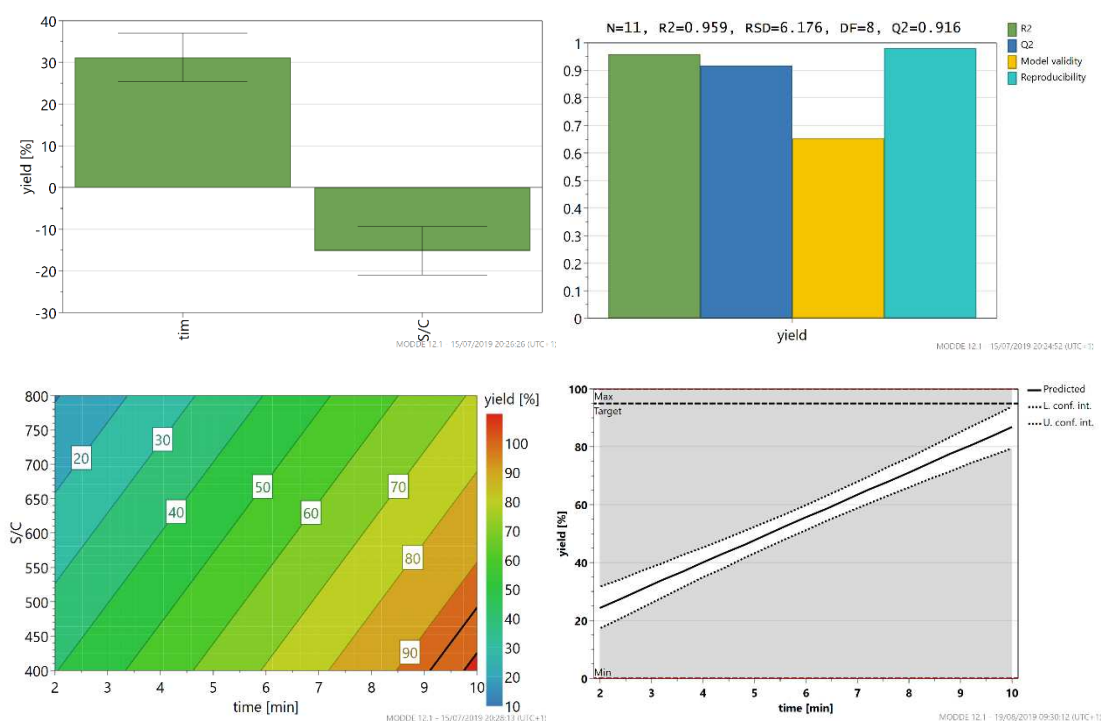 40
30
20
10
0
-10
-20
-30
yield [%]
tim
S/C
MODDE 12.1 - 15/07/2019 20:26:26 (UTC+1)
N=11, R2=0.959, RSD=6.176, DF=8, Q2=0.916
1
0.9
0.8
0.7
0.6
0.5
0.4
0.3
0.2
0.1
0
yield
R2
Q2
Model validity
Reproducibility
MODDE 12.1 - 15/07/2019 20:24:52 (UTC+1)
800
750
700
650
600
550
500
450
400
S/C
20
30
40
50
60
70
80
90
2 3 4 5 6 7 8 9 10
time [min]
yield [%]
100
90
80
70
60
50
40
30
20
10
MODDE 12.1 - 15/07/2019 20:28:13 (UTC+1)
100
80
60
40
20
0
yield [%]
Max
Target
Min
2 3 4 5 6 7 8 9 10
time [min]
Predicted
L. conf. int.
U. conf. int.
MODDE 12.1 - 19/08/2019 09:30:12 (UTC+1)